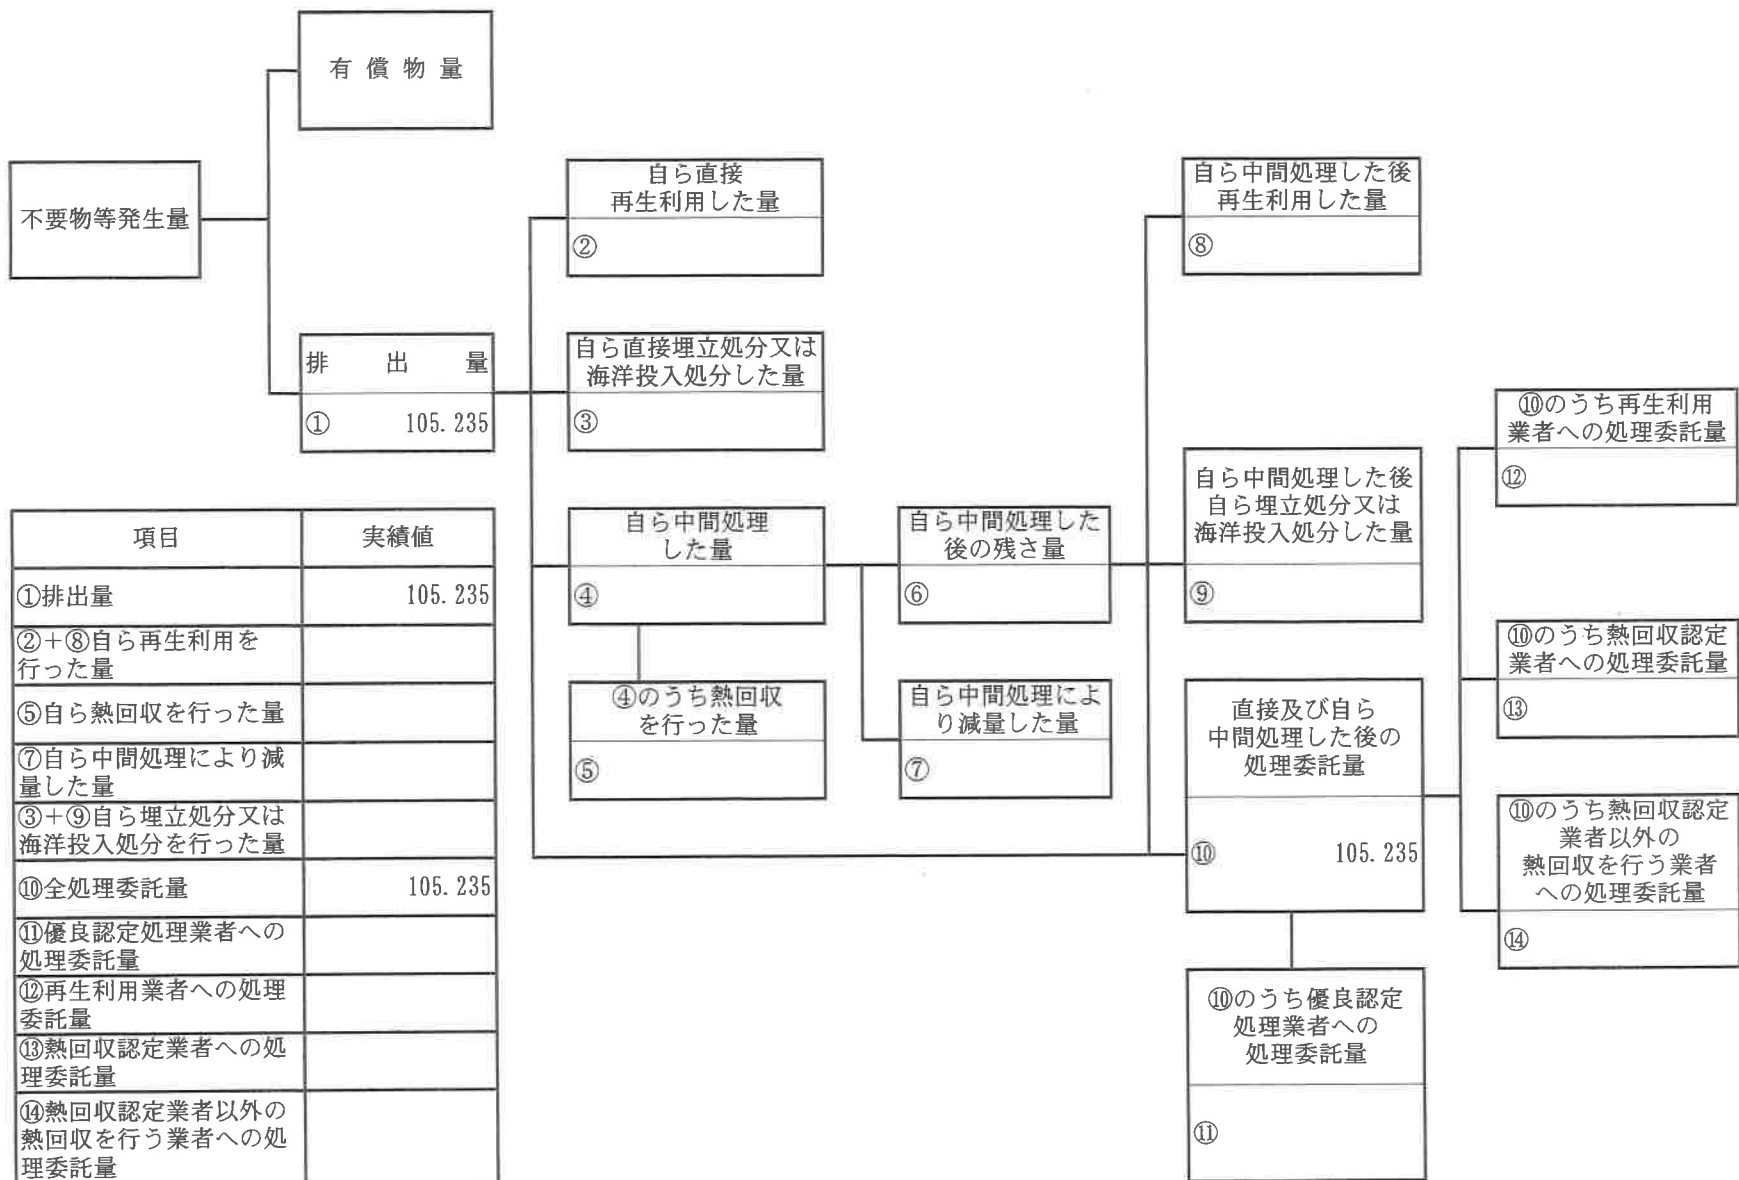 有償物量
不要物等発生量
排出量
① 105.235
自ら直接
再生利用した量
②
自ら直接埋立処分又は
海洋投入処分した量
③
自ら中間処理
した量
④
④のうち熱回収
を行った量
⑤
自ら中間処理した
後の残さ量
⑥
自ら中間処理によ
り減量した量
⑦
自ら中間処理した後
再生利用した量
⑧
自ら中間処理した後
自ら埋立処分又は
海洋投入処分した量
⑨
直接及び自ら
中間処理した後の
処理委託量
⑩ 105.235
⑩のうち優良認定
処理業者への
処理委託量
⑪
⑩のうち再生利用
業者への処理委託量
⑫
⑩のうち熱回収認定
業者への処理委託量
⑬
⑩のうち熱回収認定
業者以外の
熱回収を行う業者
への処理委託量
⑭
項目 実績値
①排出量 105.235
②+⑧自ら再生利用を
行った量
⑤自ら熱回収を行った量
⑦自ら中間処理により減
量した量
③+⑨自ら埋立処分又は
海洋投入処分を行った量
⑩全処理委託量 105.235
⑪優良認定処理業者への
処理委託量
⑫再生利用業者への処理
委託量
⑬熱回収認定業者への処
理委託量
⑭熱回収認定業者以外の
熱回収を行う業者への処
理委託量